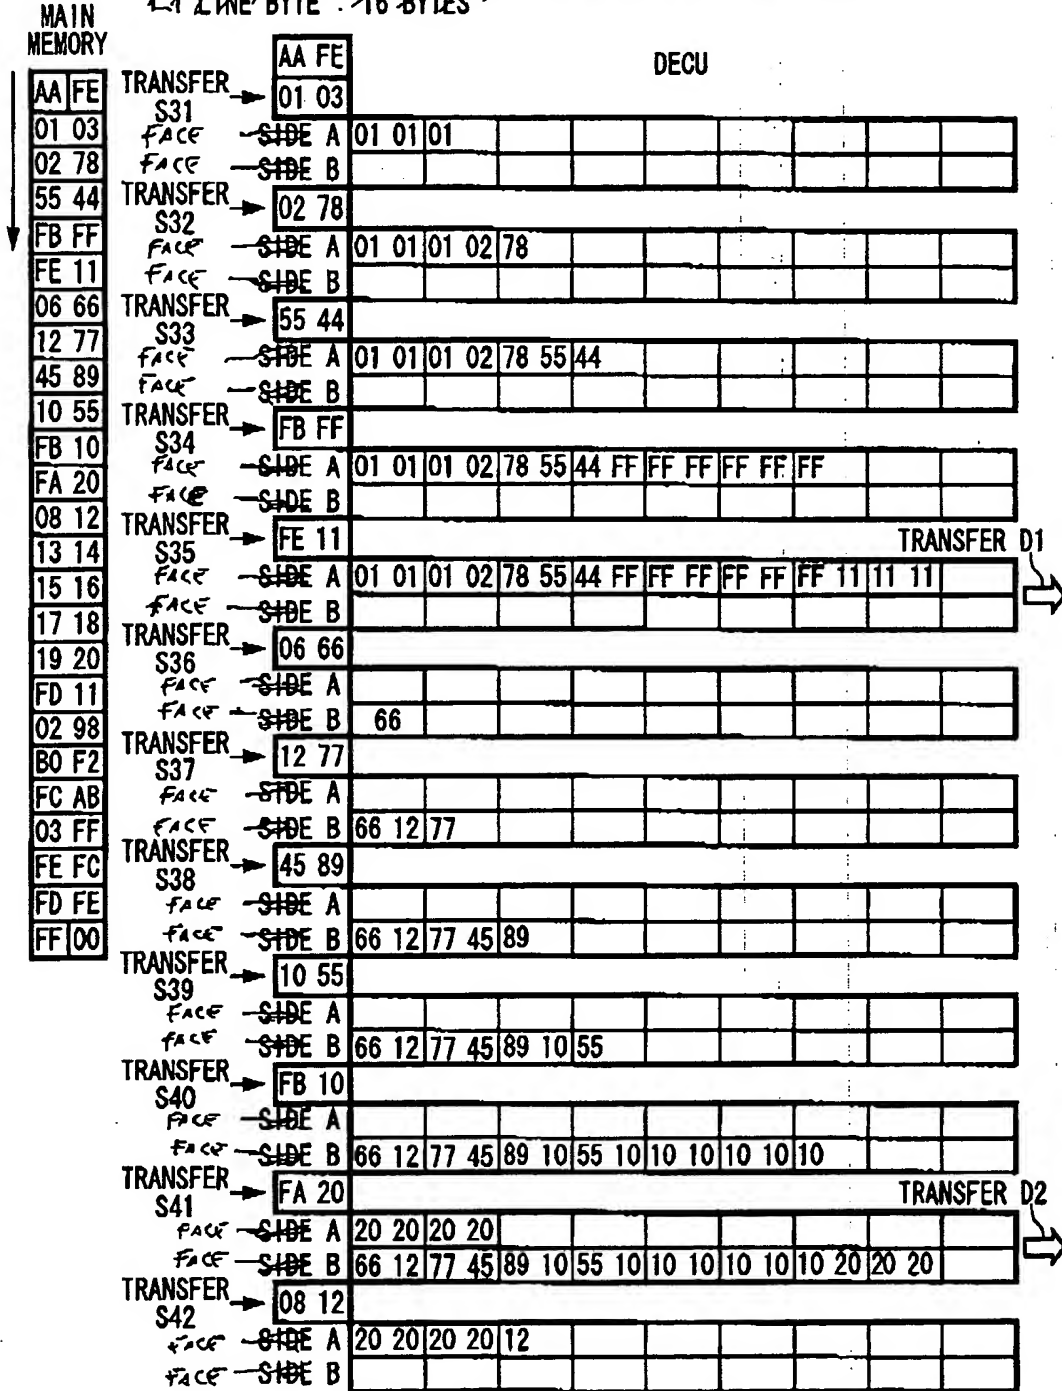 1 LINE BYTE : 16 BYTES
MAIN MEMORY
AA FE
01 03
02 78
55 44
FB FF
FE 11
06 66
12 77
45 89
10 55
FB 10
FA 20
08 12
13 14
15 16
17 18
19 20
FD 11
02 98
B0 F2
FC AB
03 FF
FE FC
FD FE
FF 00
DECU
AA FE
TRANSFER S31 01 03
FACE SIDE A 01 01 01
FACE SIDE B
TRANSFER S32 02 78
FACE SIDE A 01 01 01 02 78
FACE SIDE B
TRANSFER S33 55 44
FACE SIDE A 01 01 01 02 78 55 44
FACE SIDE B
TRANSFER S34 FB FF
FACE SIDE A 01 01 01 02 78 55 44 FF FF FF FF FF FF
FACE SIDE B
TRANSFER S35 FE 11 TRANSFER D1
FACE SIDE A 01 01 01 02 78 55 44 FF FF FF FF FF FF 11 11 11
FACE SIDE B
TRANSFER S36 06 66
FACE SIDE A
FACE SIDE B 66
TRANSFER S37 12 77
FACE SIDE A
FACE SIDE B 66 12 77
TRANSFER S38 45 89
FACE SIDE A
FACE SIDE B 66 12 77 45 89
TRANSFER S39 10 55
FACE SIDE A
FACE SIDE B 66 12 77 45 89 10 55
TRANSFER S40 FB 10
FACE SIDE A
FACE SIDE B 66 12 77 45 89 10 55 10 10 10 10 10 10
TRANSFER S41 FA 20 TRANSFER D2
FACE SIDE A 20 20 20 20
FACE SIDE B 66 12 77 45 89 10 55 10 10 10 10 10 10 20 20 20
TRANSFER S42 08 12
FACE SIDE A 20 20 20 20 12
FACE SIDE B